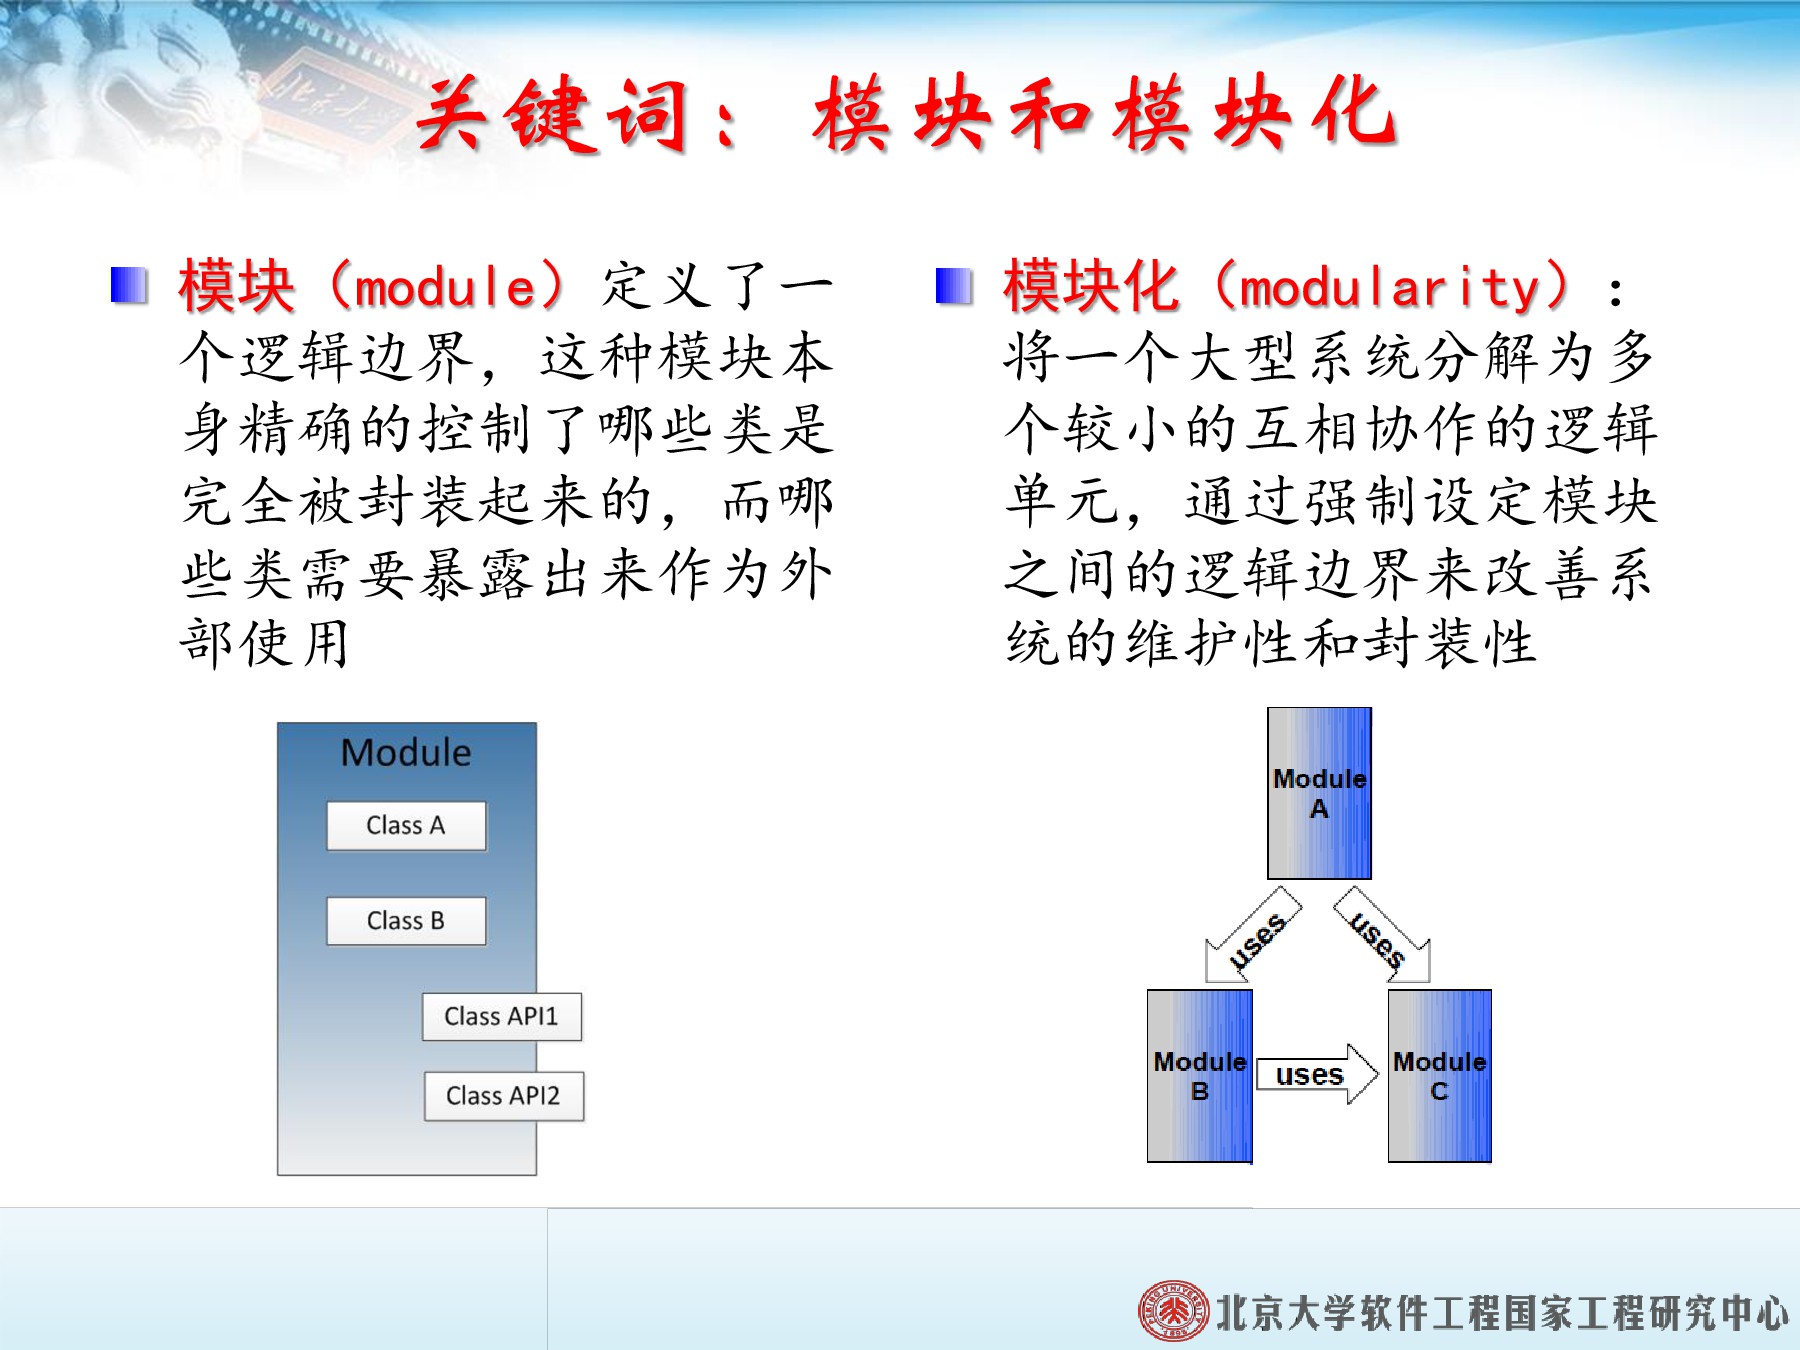 关键词：模块和模块化
模块（module）定义了一
个逻辑边界，这种模块本
身精确的控制了哪些类是
完全被封装起来的，而哪
些类需要暴露出来作为外
部使用
模块化（modularity）：
将一个大型系统分解为多
个较小的互相协作的逻辑
单元，通过强制设定模块
之间的逻辑边界来改善系
统的维护性和封装性
Module
Class A
Class B
Class API1
Class API2
Module
A
uses
uses
Module
B
uses
Module
C
北京大学软件工程国家工程研究中心